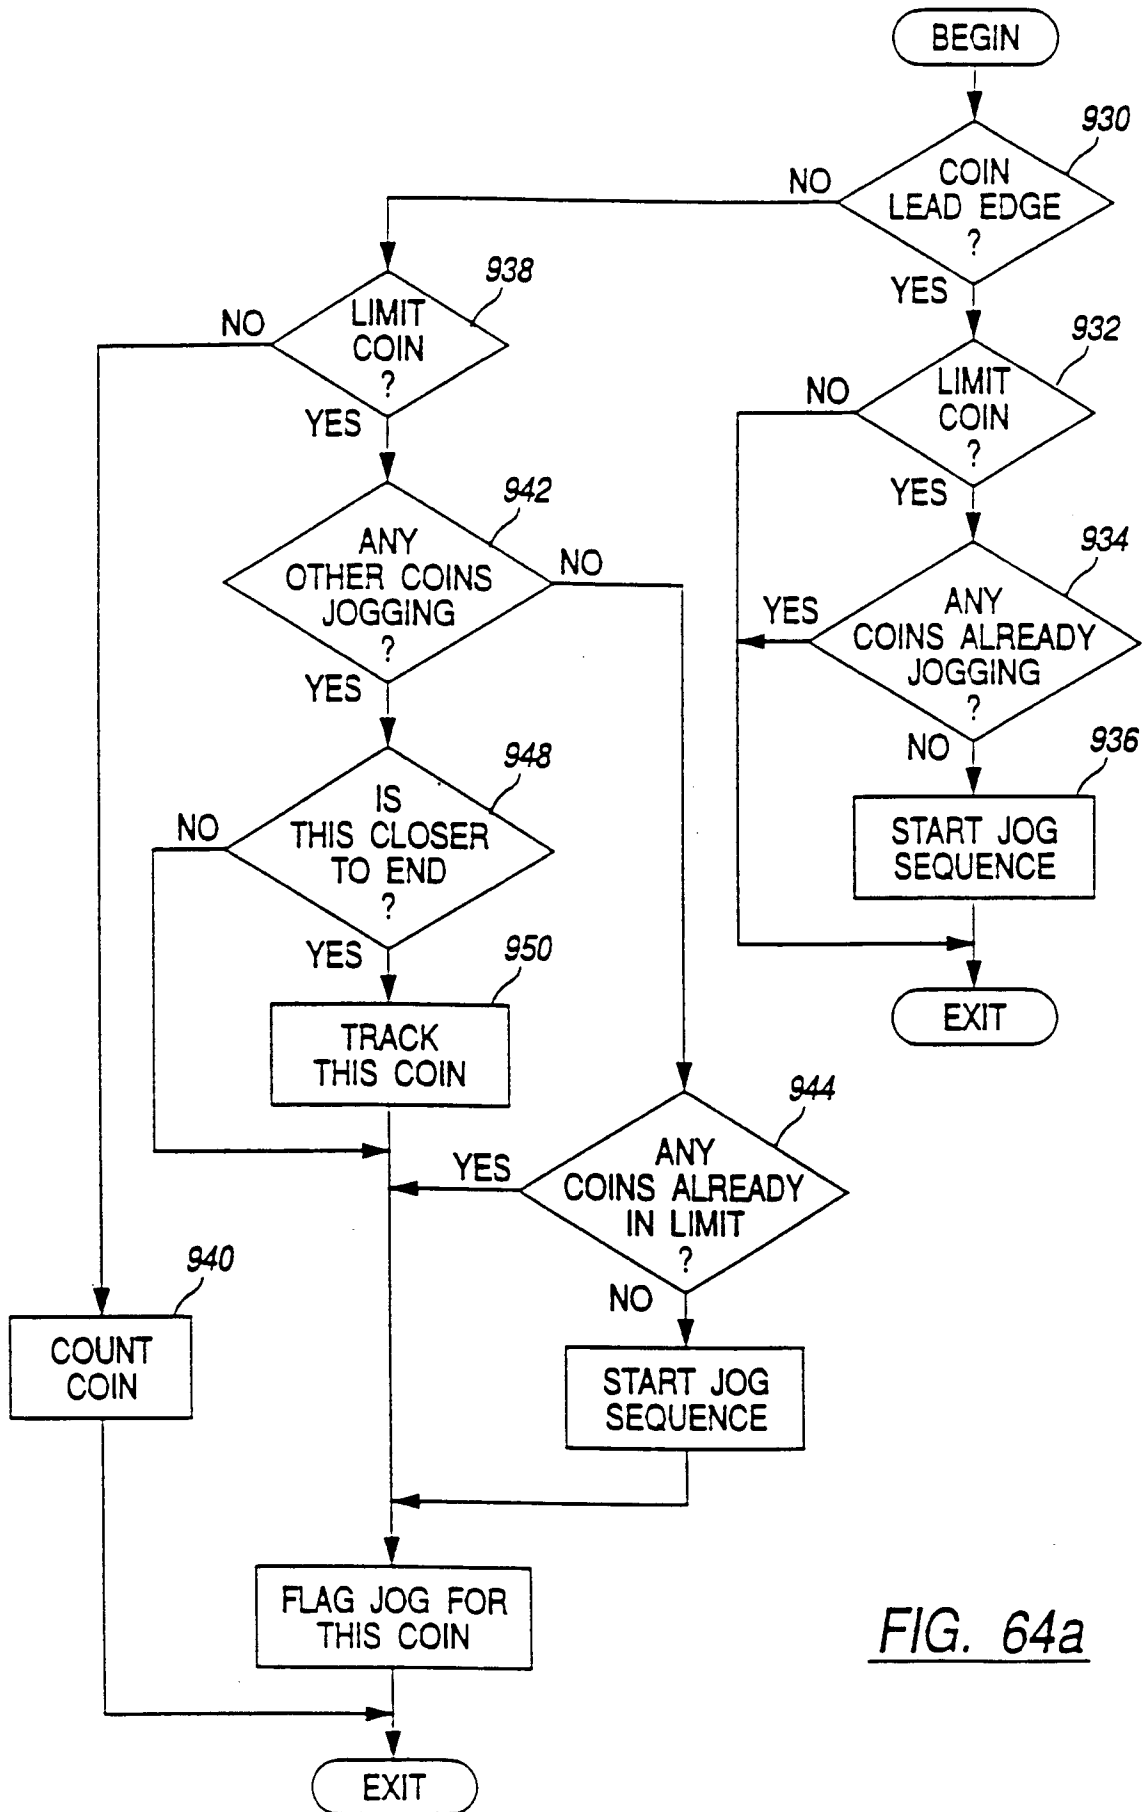 BEGIN
930
COIN
LEAD EDGE
?
NO
YES
938
LIMIT
COIN
?
NO
YES
932
LIMIT
COIN
?
NO
YES
942
ANY
OTHER COINS
JOGGING
?
NO
YES
934
ANY
COINS ALREADY
JOGGING
?
YES
NO
936
START JOG
SEQUENCE
EXIT
948
IS
THIS CLOSER
TO END
?
NO
YES
950
TRACK
THIS COIN
944
ANY
COINS ALREADY
IN LIMIT
?
YES
NO
940
COUNT
COIN
START JOG
SEQUENCE
FLAG JOG FOR
THIS COIN
EXIT
FIG. 64a